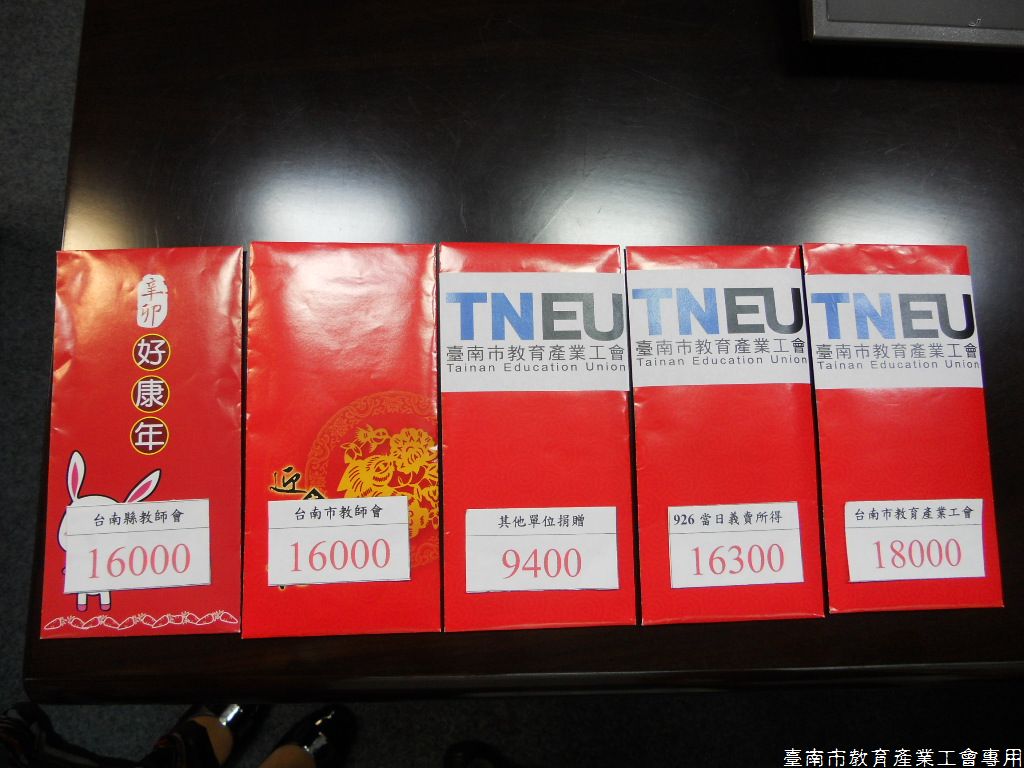 辛卯
好康年
台南縣教師會
16000
迎
台南市教師會
16000
TNEU
臺南市教育產業工會
Tainan Education Union
其他單位捐贈
9400
TNEU
臺南市教育產業工會
Tainan Education Union
926 當日義賣所得
16300
TNEU
臺南市教育產業工會
Tainan Education Union
台南市教育產業工會
18000
臺南市教育產業工會專用